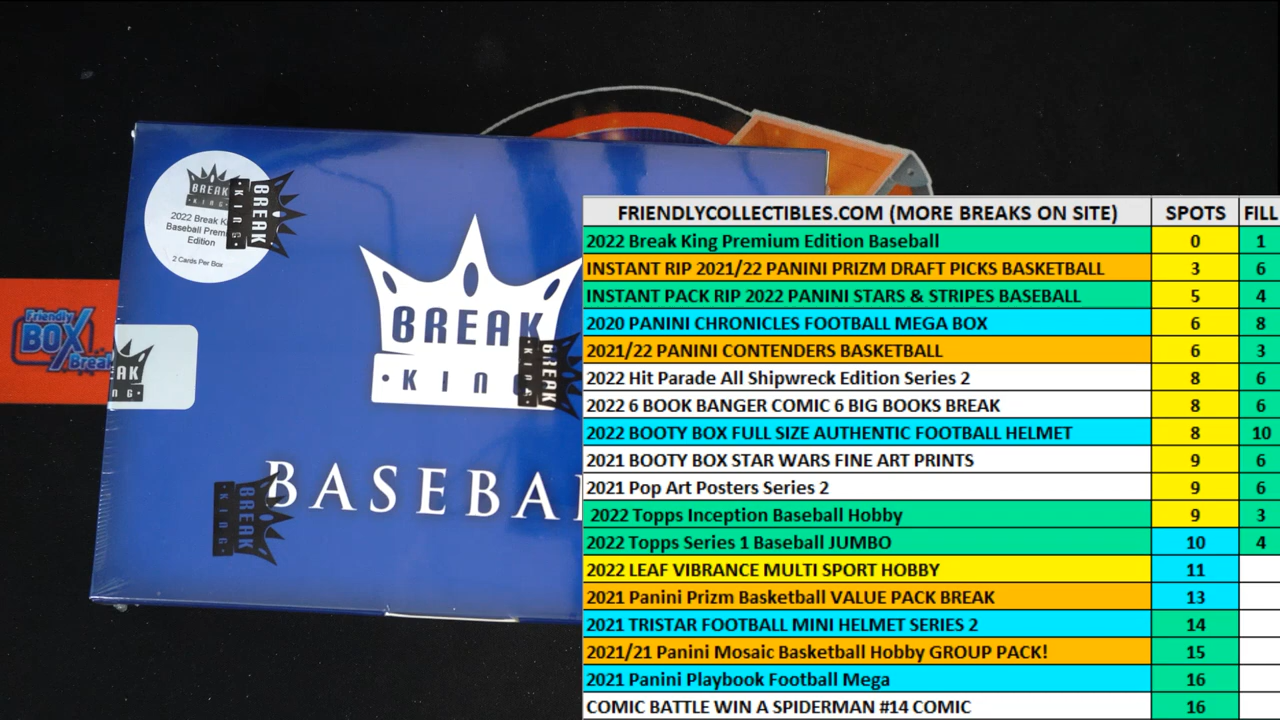 BREAK
KING
BREAK
KING
2022 Break
Baseball
Edition
2 Cards Per Box
Friendly
BOX
Break
AK
NG
BREAK
• KING
BREAK
KING
BASEBA
BREAK
KING
FRIENDLYCOLLECTIBLES.COM (MORE BREAKS ON SITE) SPOTS FILL
2022 Break King Premium Edition Baseball 0 1
INSTANT RIP 2021/22 PANINI PRIZM DRAFT PICKS BASKETBALL 3 6
INSTANT PACK RIP 2022 PANINI STARS & STRIPES BASEBALL 5 4
2020 PANINI CHRONICLES FOOTBALL MEGA BOX 6 8
2021/22 PANINI CONTENDERS BASKETBALL 6 3
2022 Hit Parade All Shipwreck Edition Series 2 8 6
2022 6 BOOK BANGER COMIC 6 BIG BOOKS BREAK 8 6
2022 BOOTY BOX FULL SIZE AUTHENTIC FOOTBALL HELMET 8 10
2021 BOOTY BOX STAR WARS FINE ART PRINTS 9 6
2021 Pop Art Posters Series 2 9 6
2022 Topps Inception Baseball Hobby 9 3
2022 Topps Series 1 Baseball JUMBO 10 4
2022 LEAF VIBRANCE MULTI SPORT HOBBY 11
2021 Panini Prizm Basketball VALUE PACK BREAK 13
2021 TRISTAR FOOTBALL MINI HELMET SERIES 2 14
2021/21 Panini Mosaic Basketball Hobby GROUP PACK! 15
2021 Panini Playbook Football Mega 16
COMIC BATTLE WIN A SPIDERMAN #14 COMIC 16